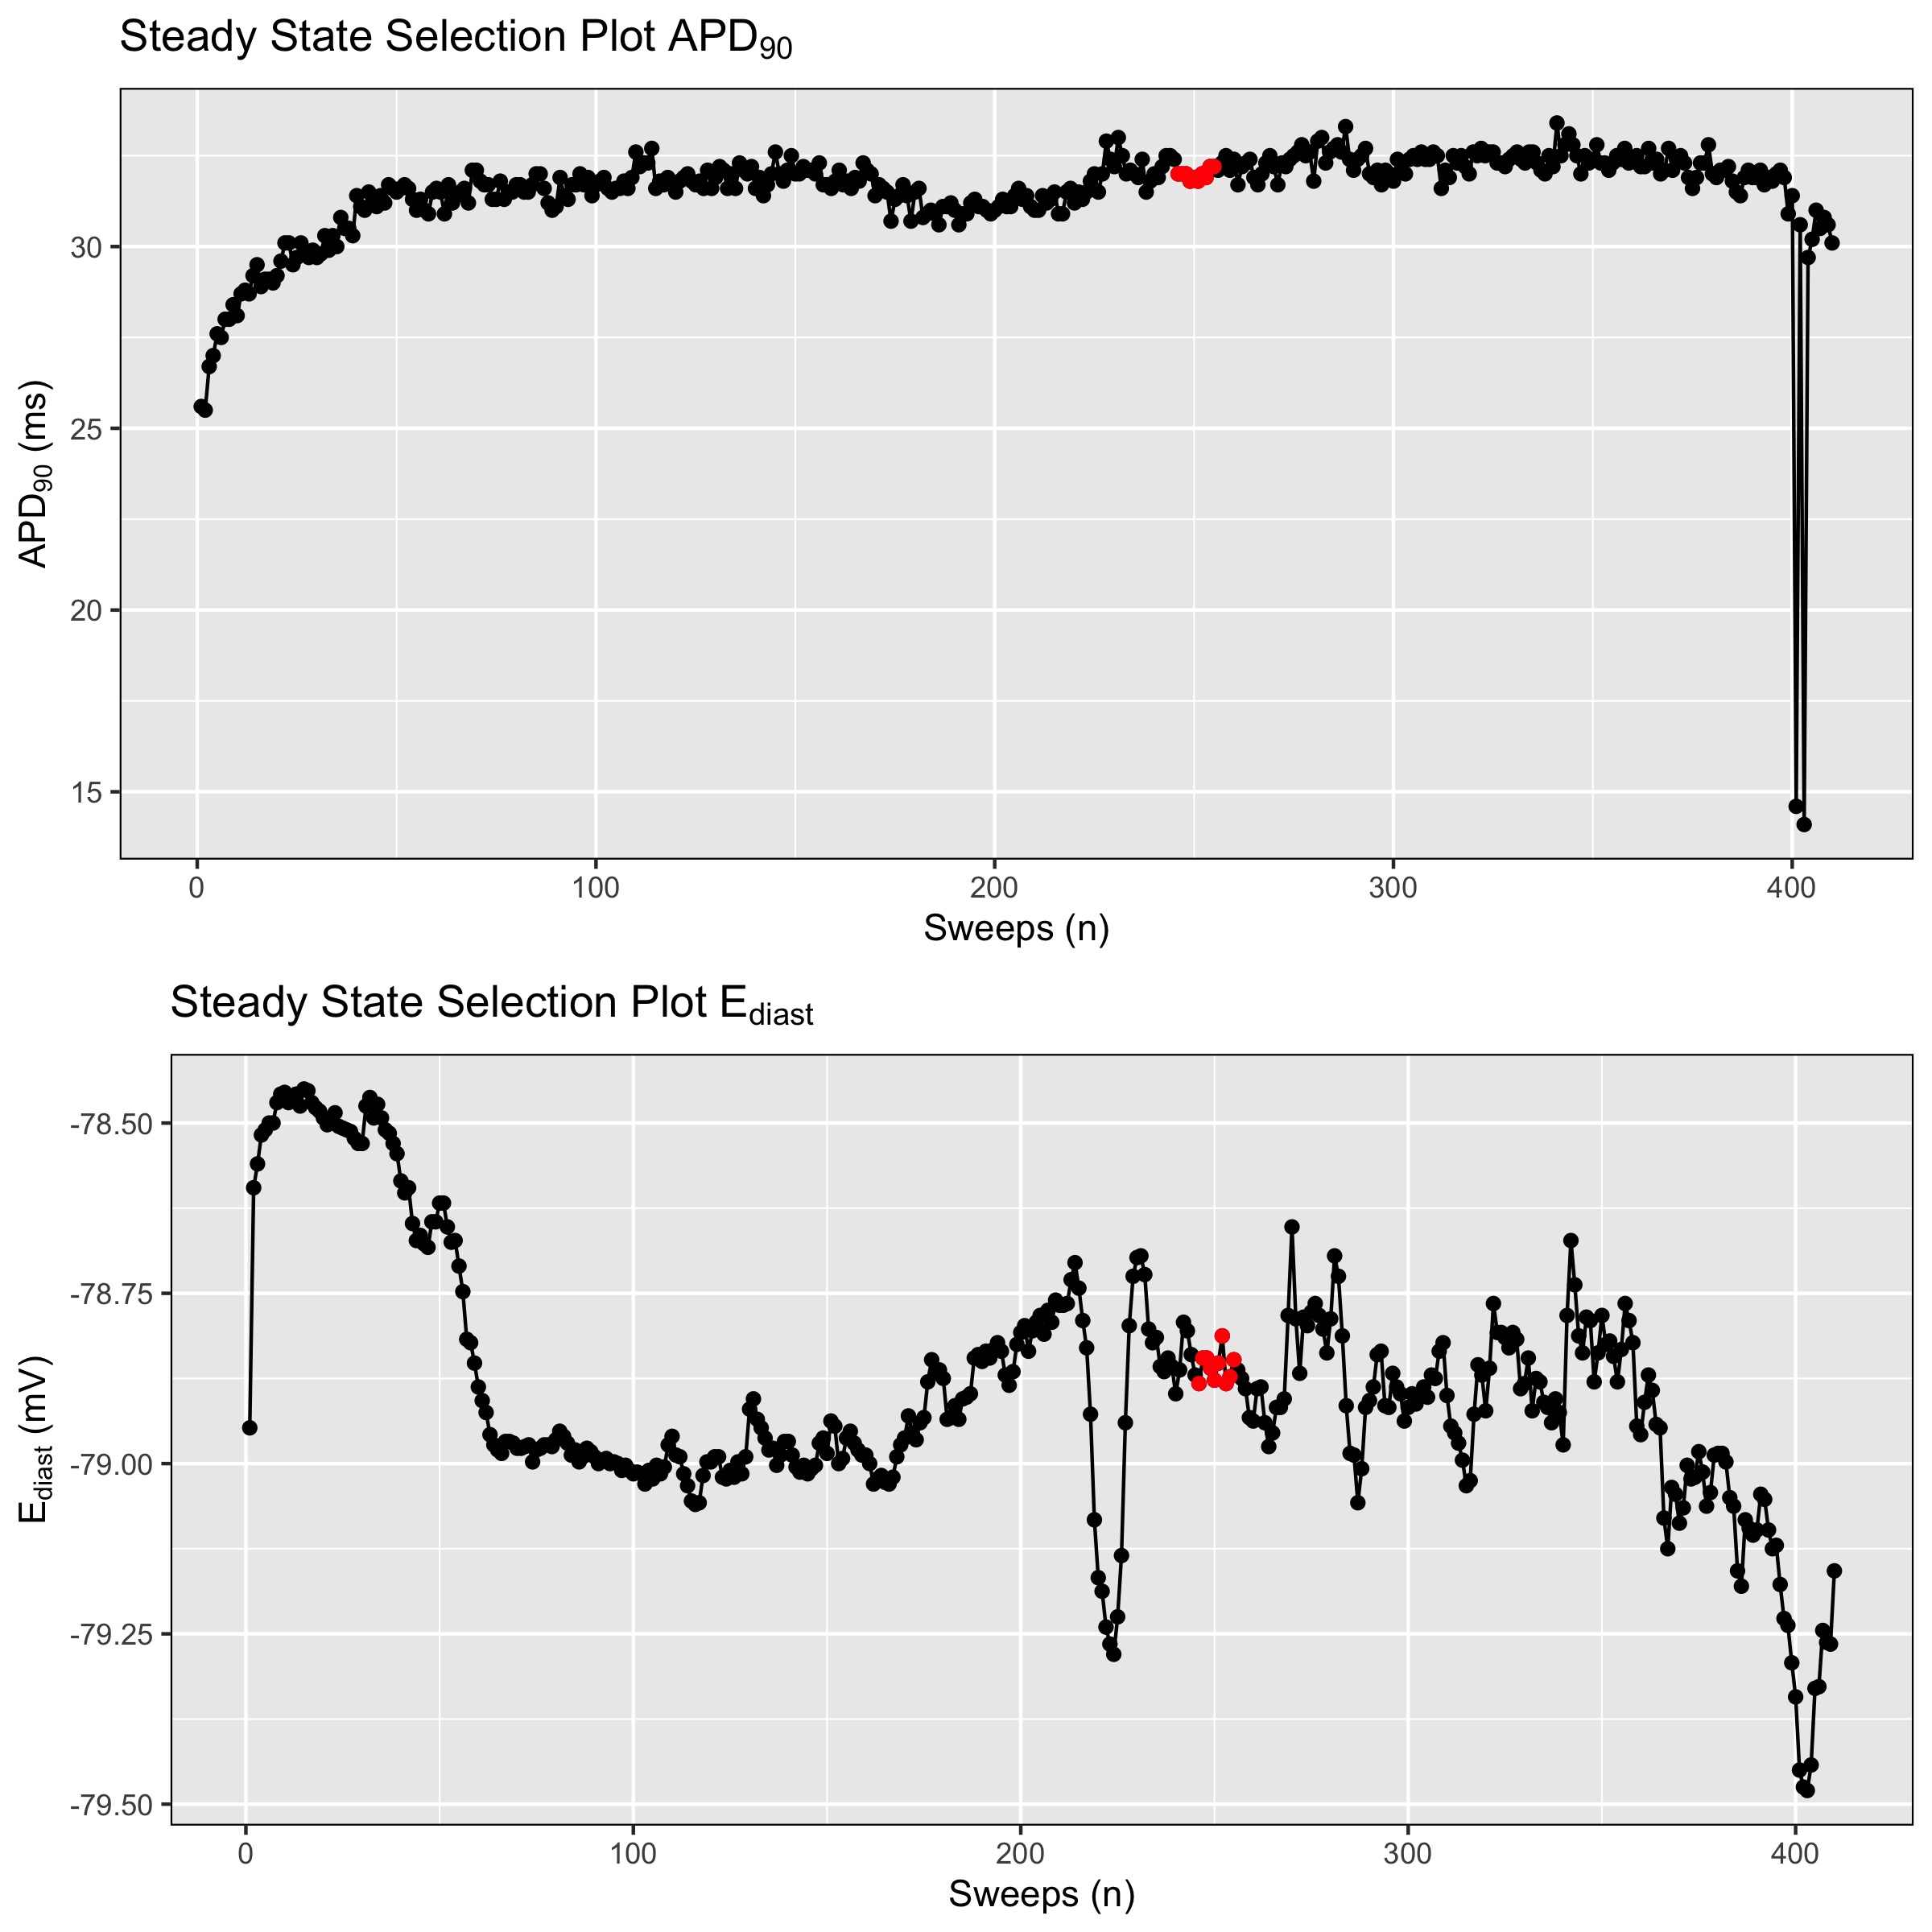 Steady State Selection Plot APD90
30
25
20
15
APD90 (ms)
0 100 200 300 400
Sweeps (n)
Steady State Selection Plot Ediast
-78.50
-78.75
-79.00
-79.25
-79.50
Ediast (mV)
0 100 200 300 400
Sweeps (n)